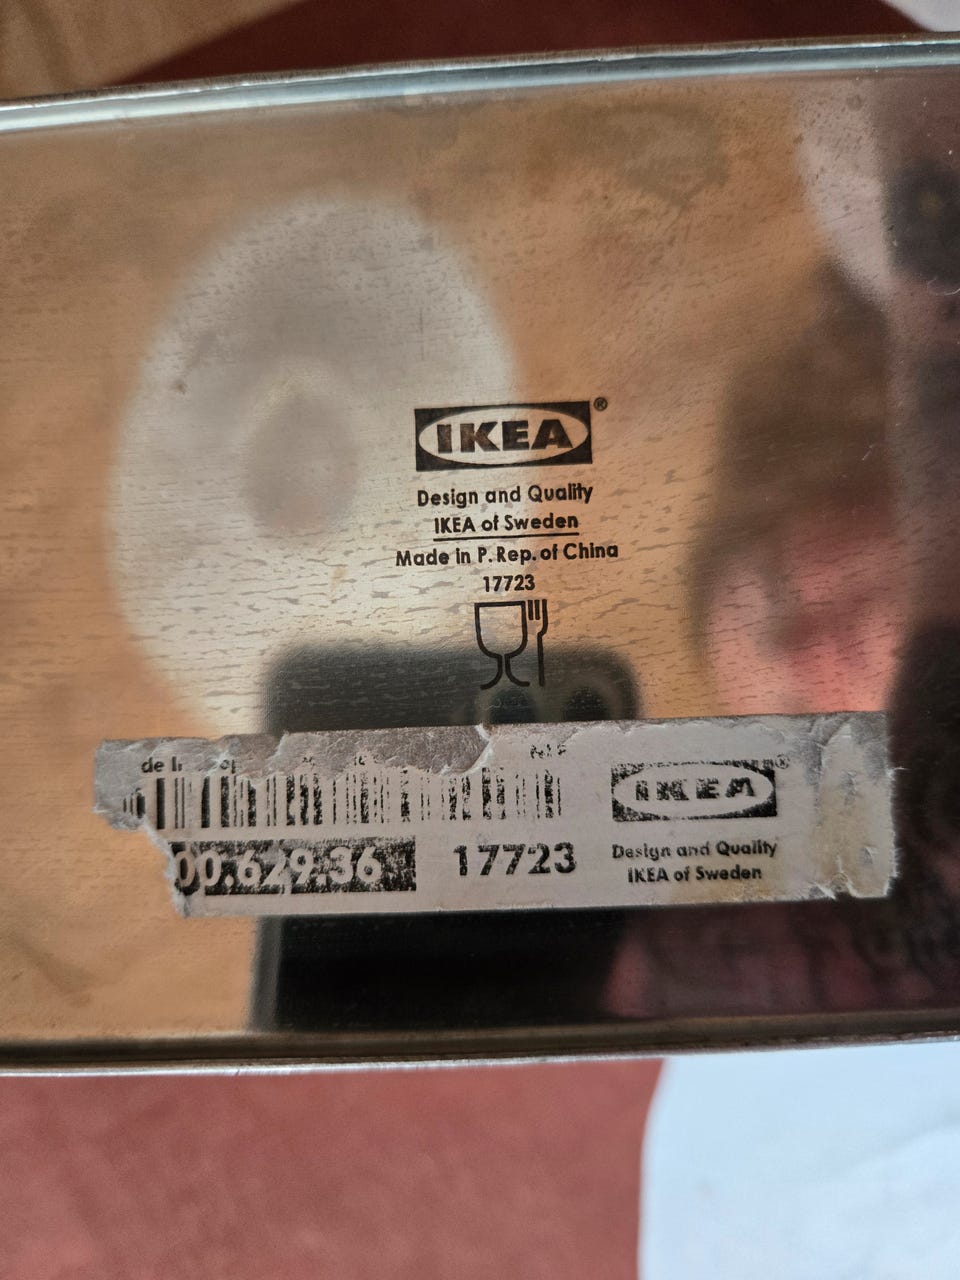 IKEA®
Design and Quality
IKEA of Sweden
Made in P. Rep. of China
17723
de
00.629.36
17723
IKEA®
Design and Quality
IKEA of Sweden